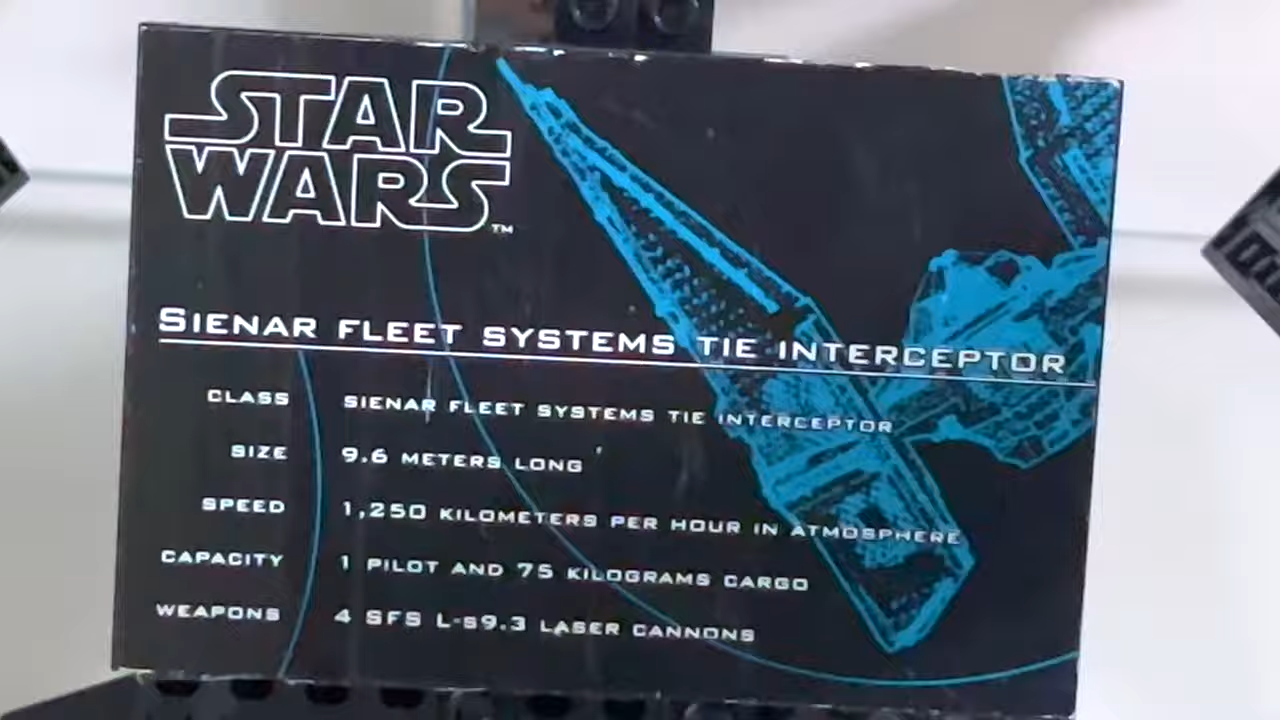 STAR
WARS™
SIENAR FLEET SYSTEMS TIE INTERCEPTOR
CLASS SIENAR FLEET SYSTEMS TIE INTERCEPTOR
SIZE 9.6 METERS LONG
SPEED 1,250 KILOMETERS PER HOUR IN ATMOSPHERE
CAPACITY 1 PILOT AND 75 KILOGRAMS CARGO
WEAPONS 4 SFS L-s9.3 LASER CANNONS